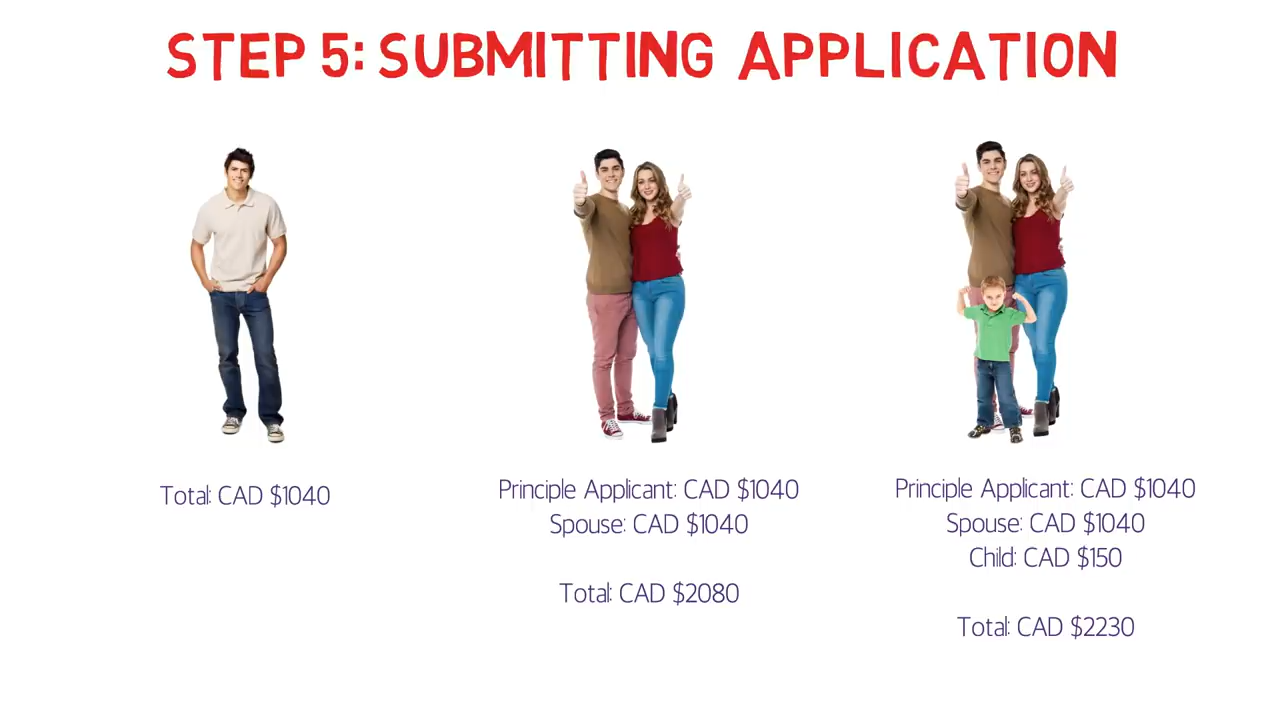 STEP 5: SUBMITTING APPLICATION
Total: CAD $1040
Principle Applicant: CAD $1040
Spouse: CAD $1040
Total: CAD $2080
Principle Applicant: CAD $1040
Spouse: CAD $1040
Child: CAD $150
Total: CAD $2230